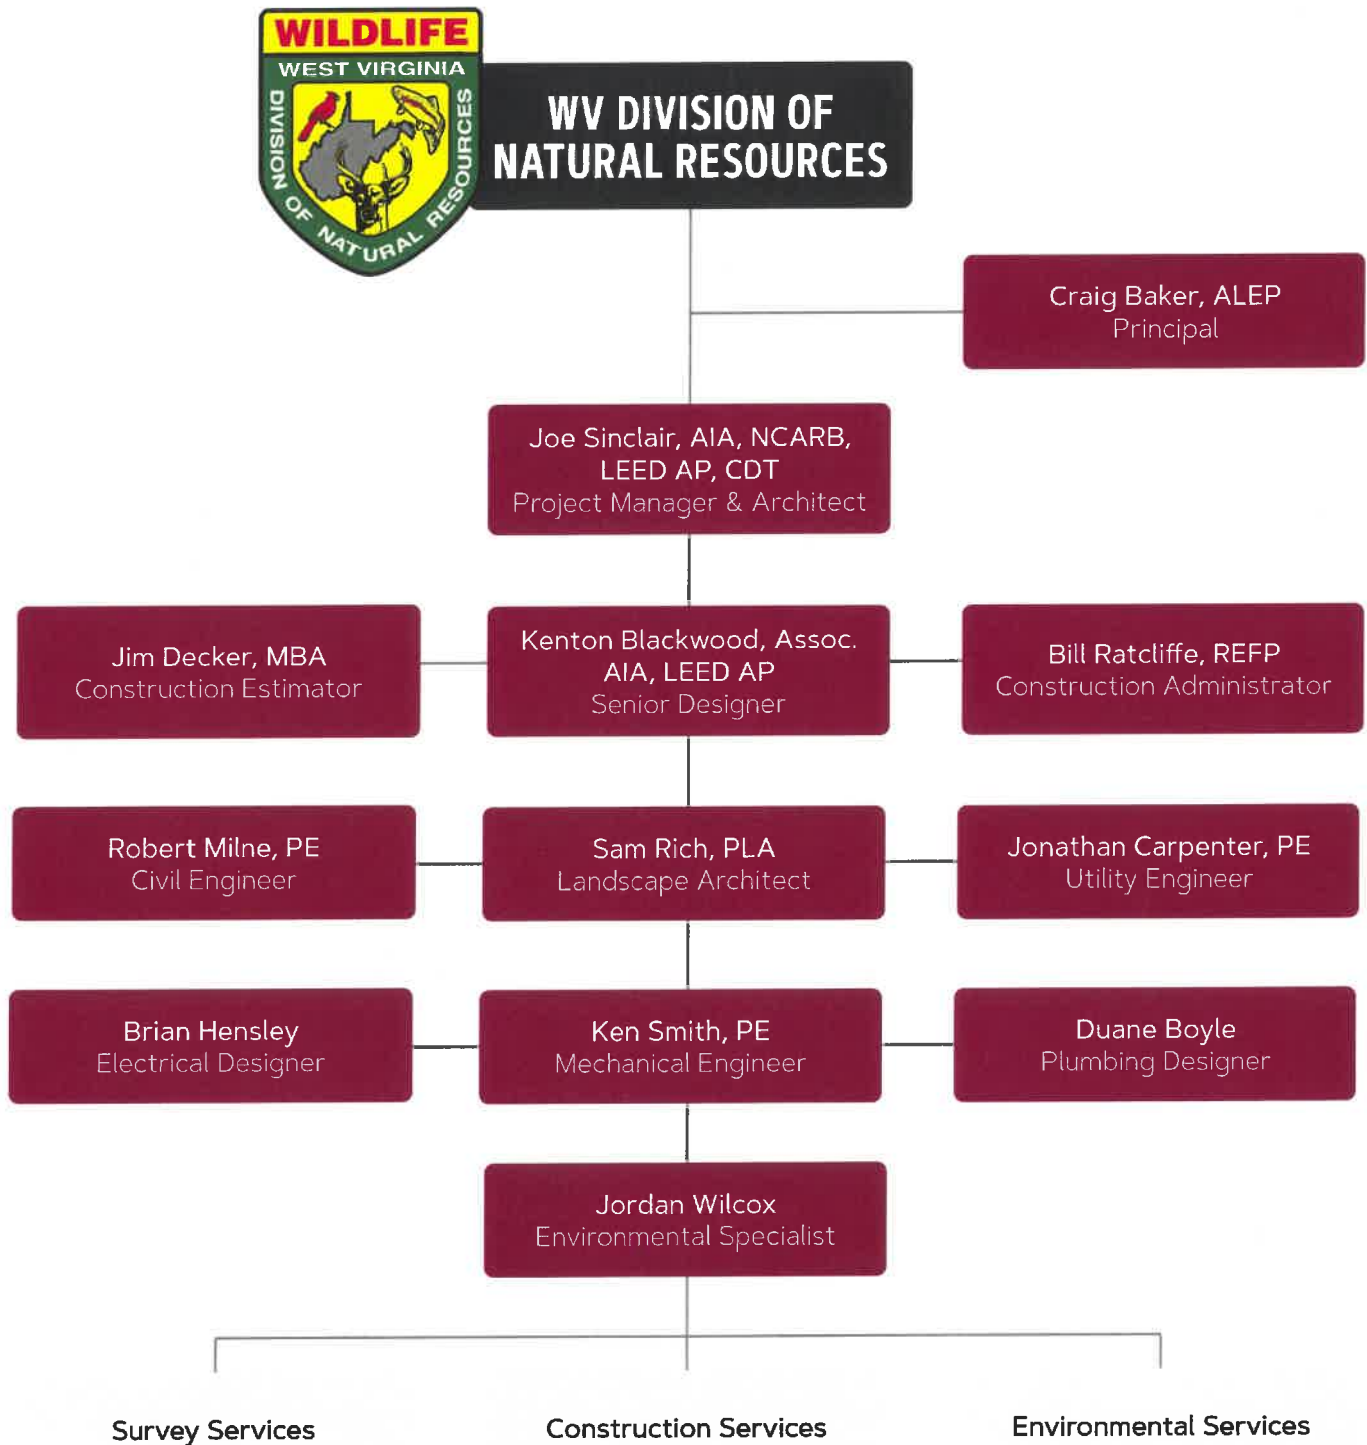 WILDLIFE
WEST VIRGINIA
DIVISION OF NATURAL RESOURCES
WV DIVISION OF
NATURAL RESOURCES
Craig Baker, ALEP
Principal
Joe Sinclair, AIA, NCARB,
LEED AP, CDT
Project Manager & Architect
Jim Decker, MBA
Construction Estimator
Kenton Blackwood, Assoc.
AIA, LEED AP
Senior Designer
Bill Ratcliffe, REFP
Construction Administrator
Robert Milne, PE
Civil Engineer
Sam Rich, PLA
Landscape Architect
Jonathan Carpenter, PE
Utility Engineer
Brian Hensley
Electrical Designer
Ken Smith, PE
Mechanical Engineer
Duane Boyle
Plumbing Designer
Jordan Wilcox
Environmental Specialist
Survey Services
Construction Services
Environmental Services